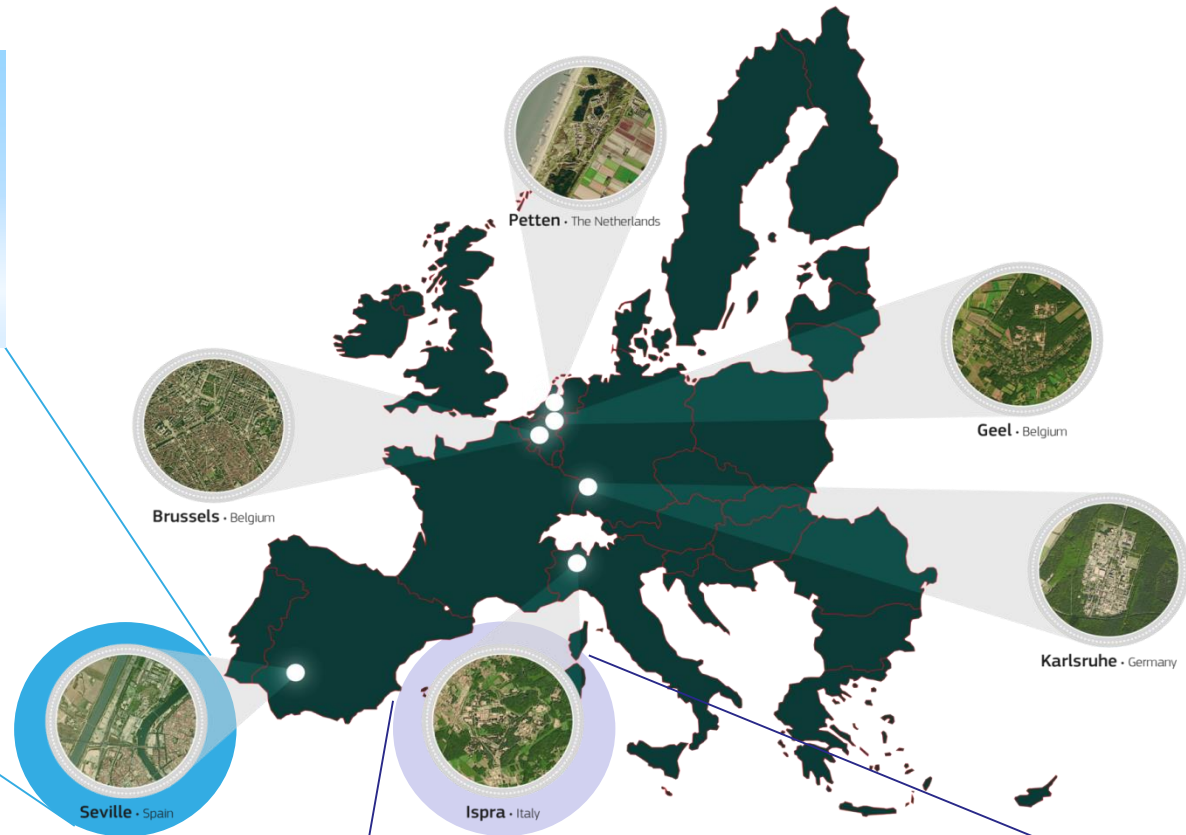 Petten · The Netherlands
Geel · Belgium
Brussels · Belgium
Karlsruhe · Germany
Seville · Spain
Ispra · Italy